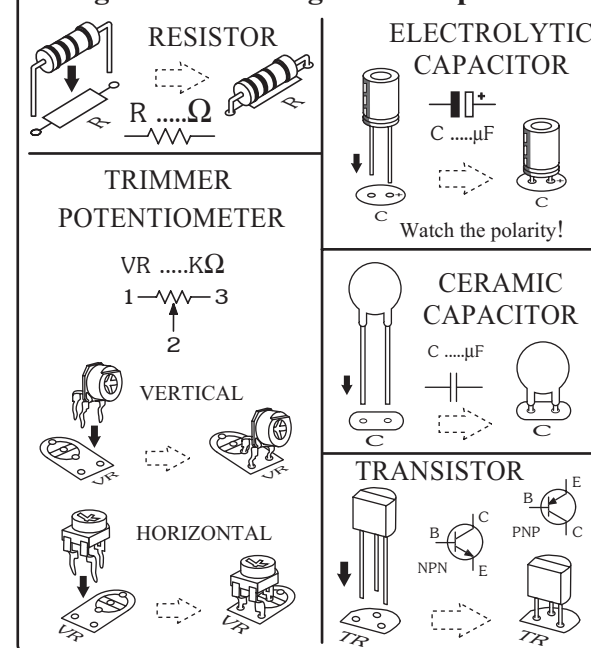 RESISTOR
R
R .....Ω
R
TRIMMER
POTENTIOMETER
VR .....KΩ
1
3
2
VERTICAL
VR
VR
HORIZONTAL
VR
VR
ELECTROLYTIC
CAPACITOR
+
C .....µF
+
C
+
C
Watch the polarity!
CERAMIC
CAPACITOR
C .....µF
C
C
TRANSISTOR
B
C
E
NPN
B
E
C
PNP
TR
TR